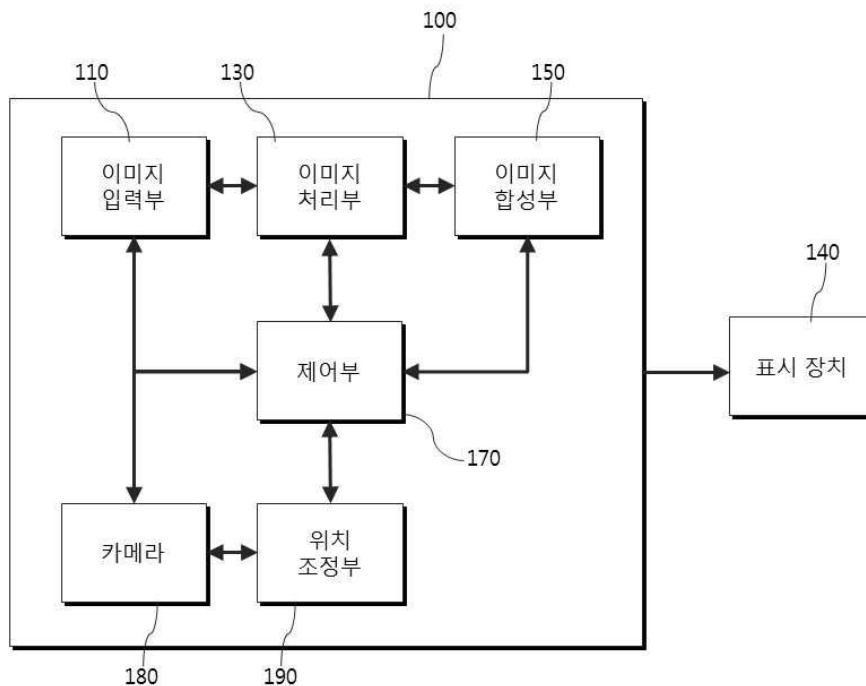 100
110
130
150
이미지
입력부
이미지
처리부
이미지
합성부
140
제어부
표시 장치
170
카메라
위치
조정부
180
190